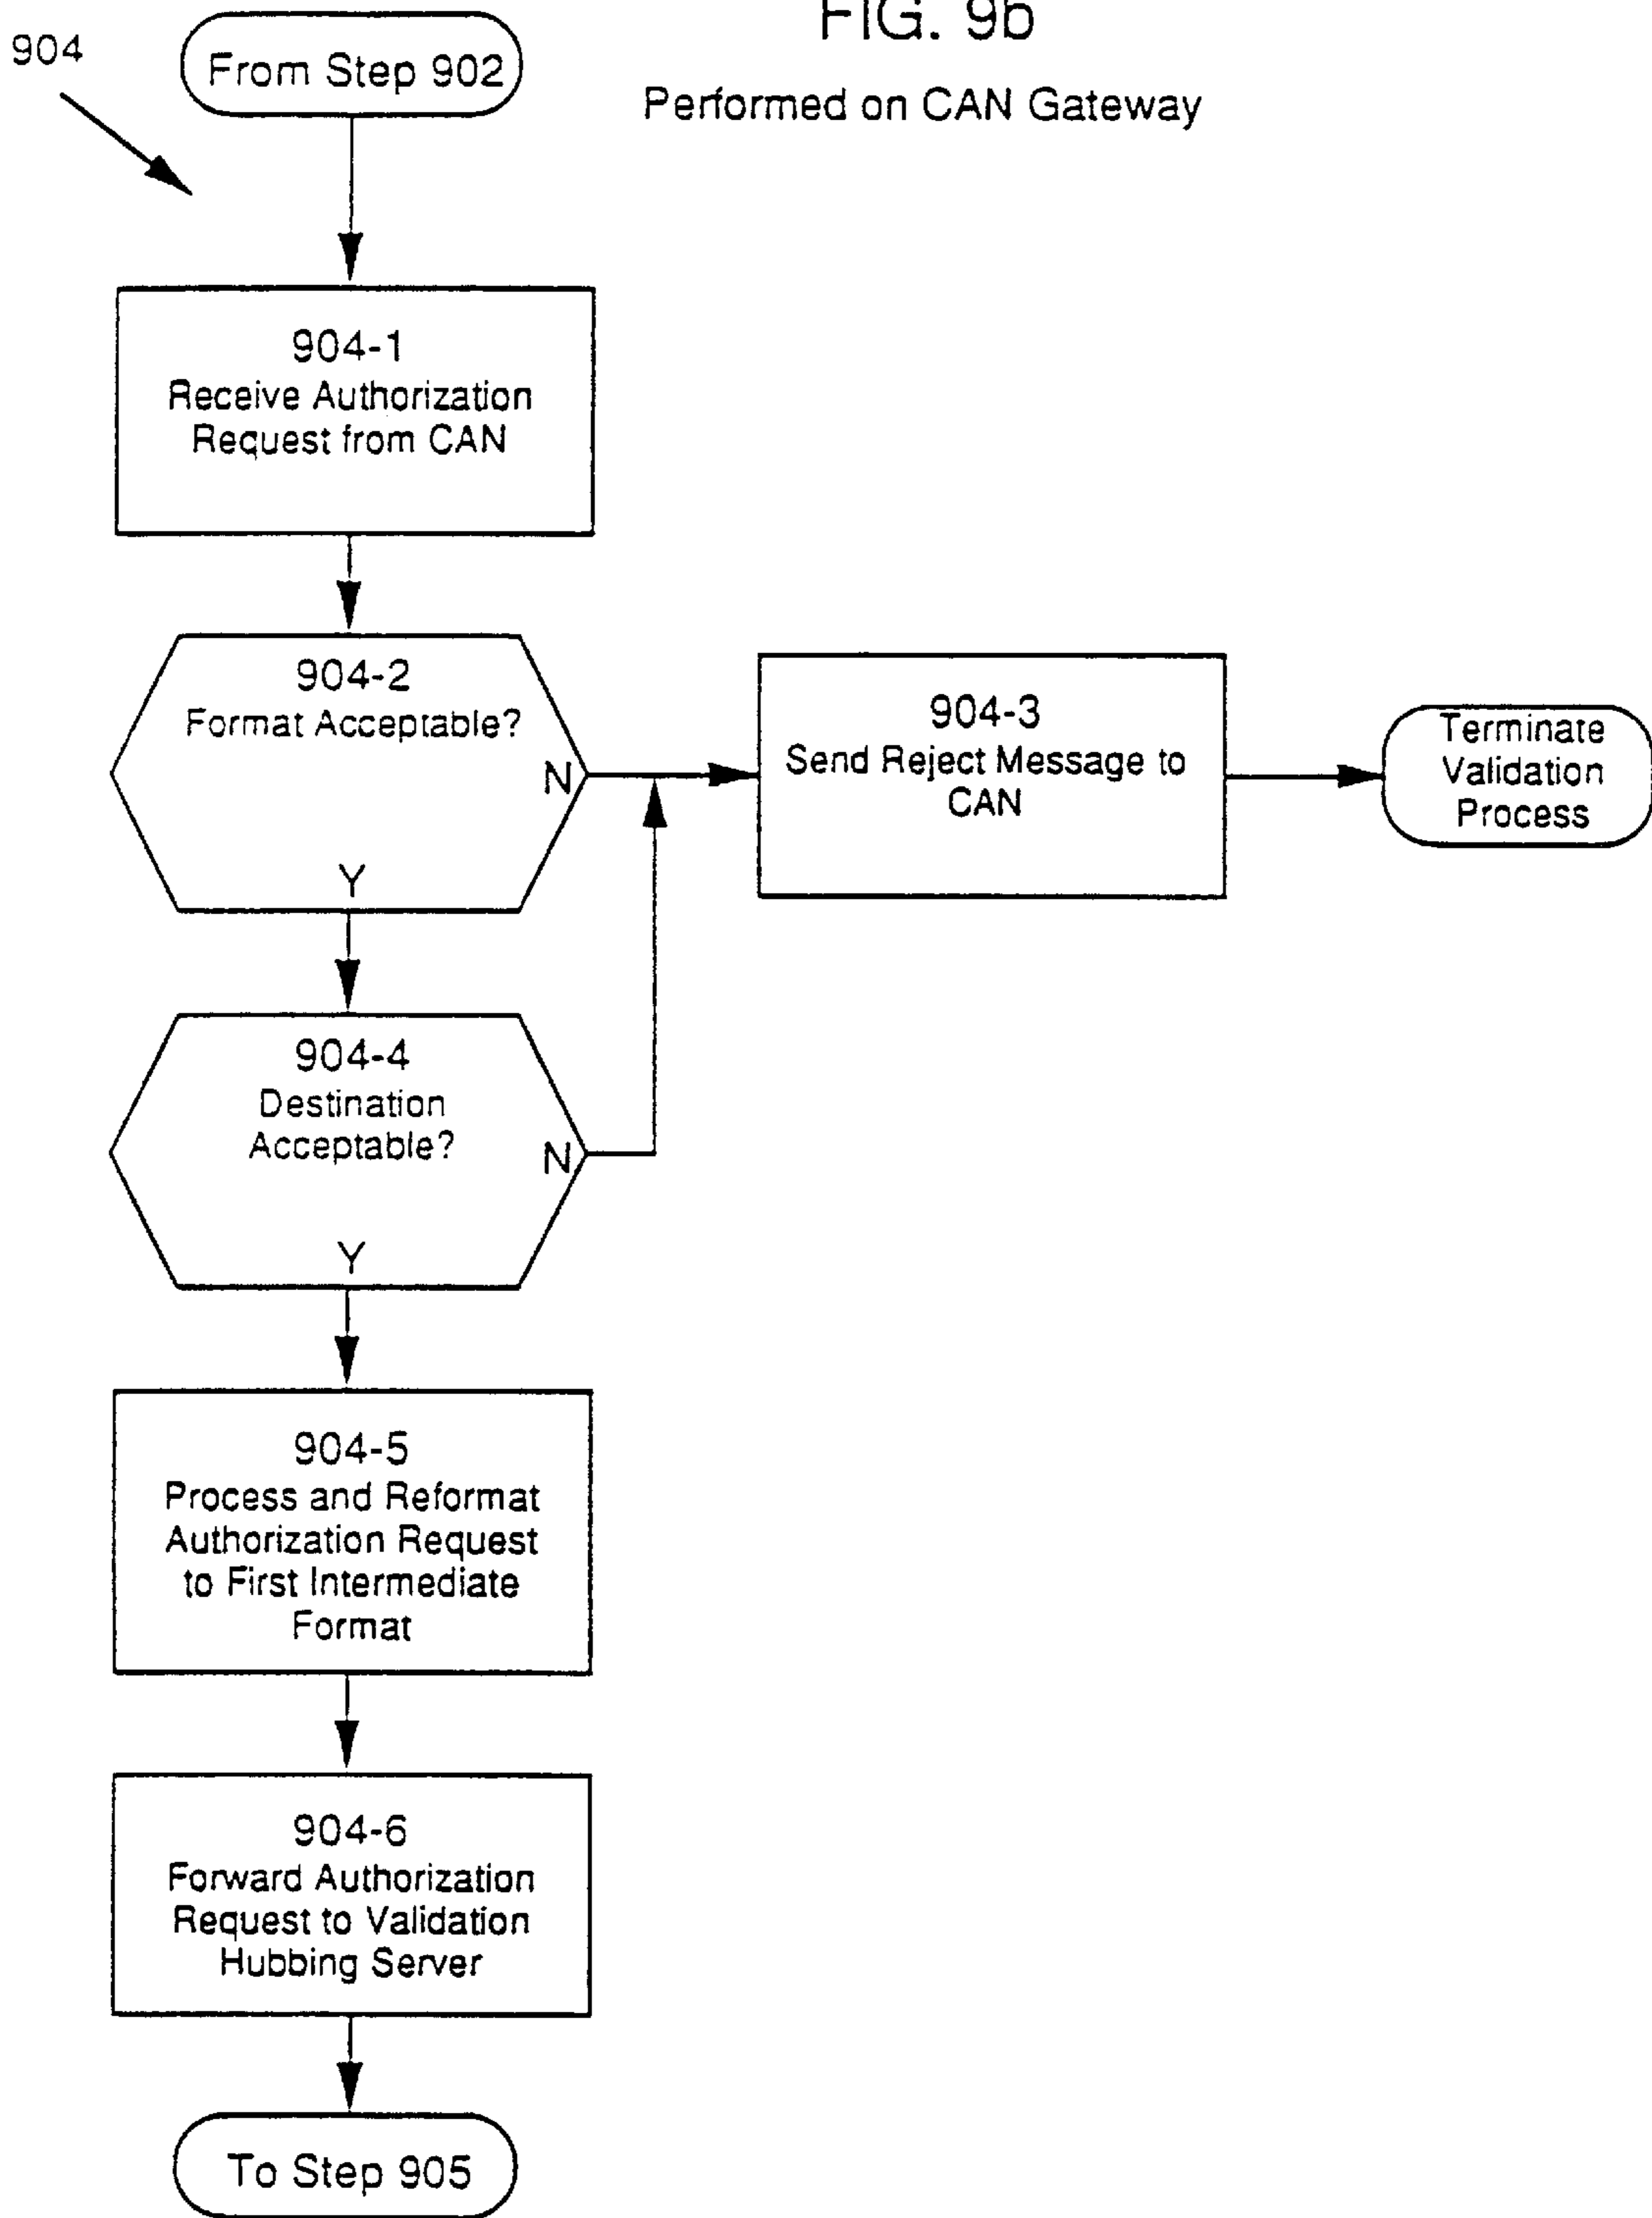 FIG. 9b
Performed on CAN Gateway
904
From Step 902
904-1
Receive Authorization
Request from CAN
904-2
Format Acceptable?
N
Y
904-3
Send Reject Message to
CAN
Terminate
Validation
Process
904-4
Destination
Acceptable?
N
Y
904-5
Process and Reformat
Authorization Request
to First Intermediate
Format
904-6
Forward Authorization
Request to Validation
Hubbing Server
To Step 905